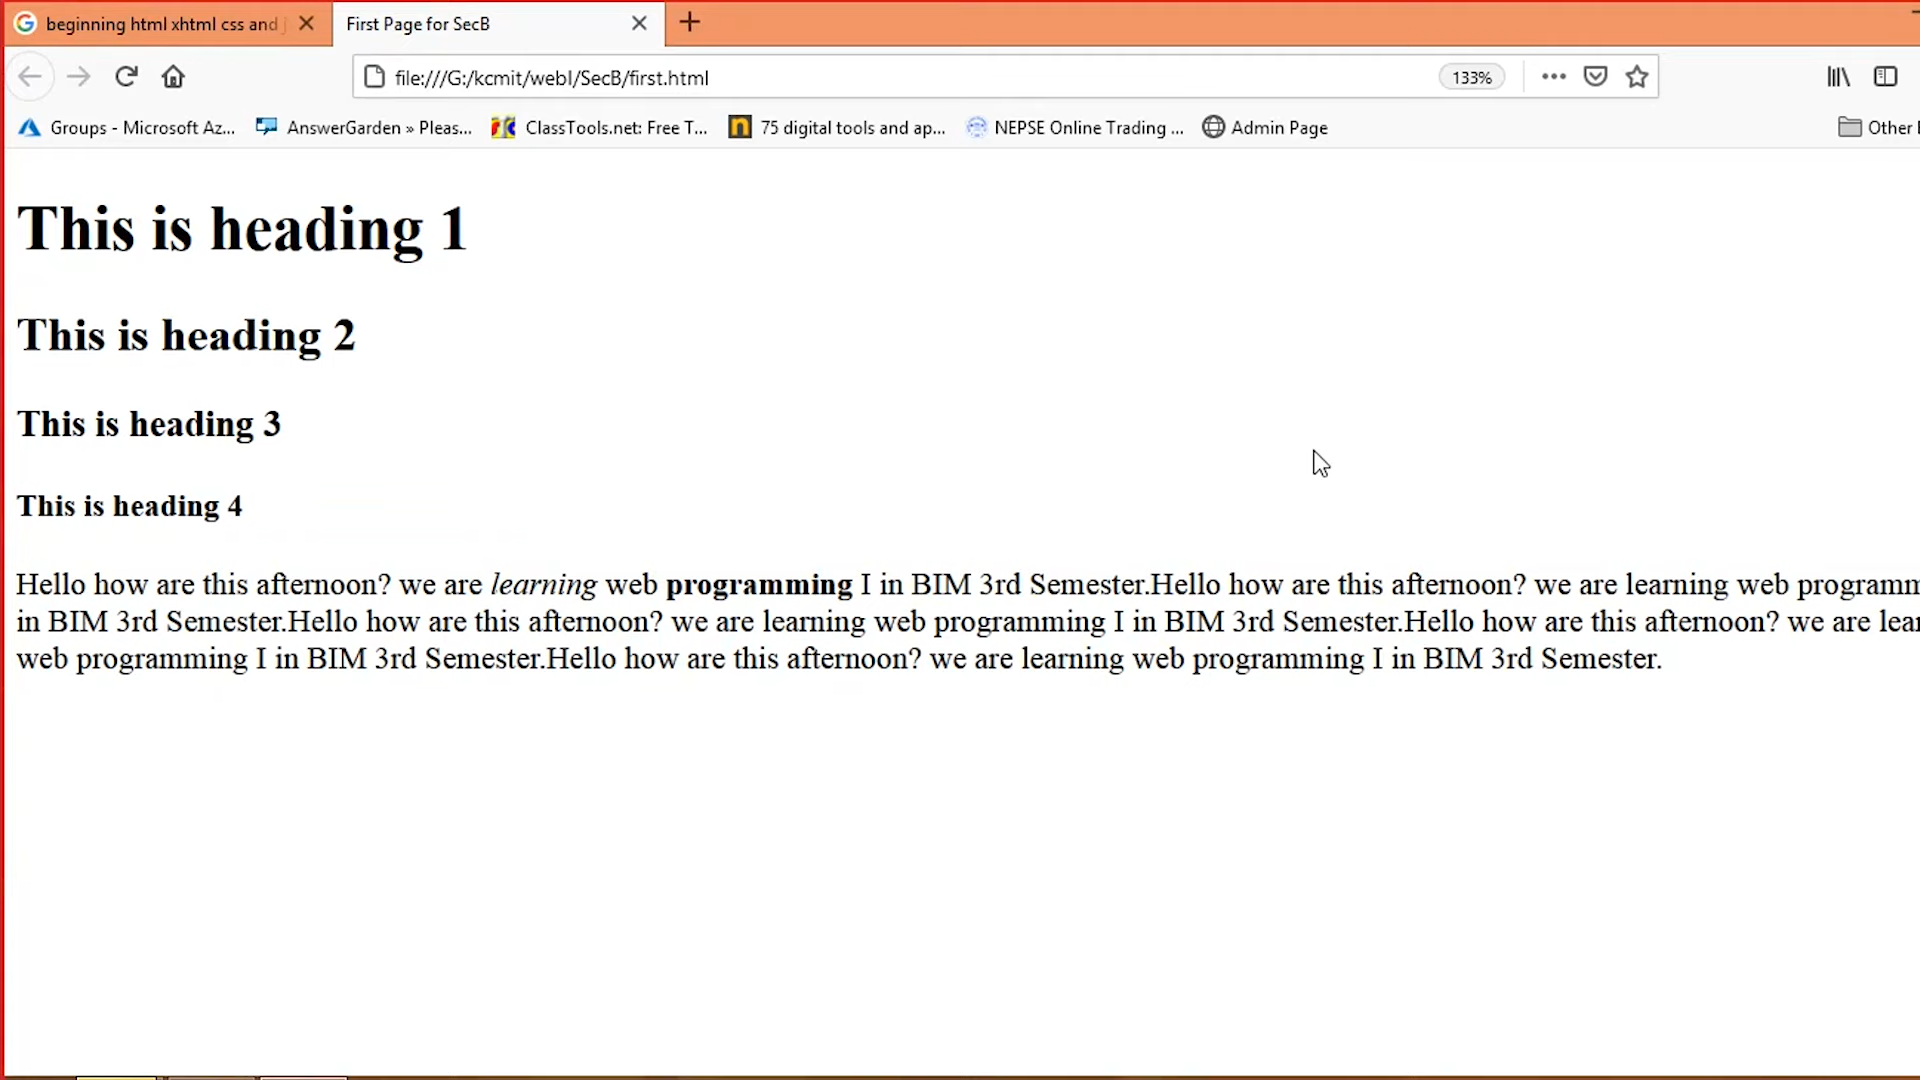 beginning html xhtml css and
First Page for SecB
file:///G:/kcmit/webI/SecB/first.html
133%
Groups - Microsoft Az... AnswerGarden » Pleas... ClassTools.net: Free T... 75 digital tools and ap... NEPSE Online Trading ... Admin Page Other
This is heading 1
This is heading 2
This is heading 3
This is heading 4
Hello how are this afternoon? we are learning web programming I in BIM 3rd Semester.Hello how are this afternoon? we are learning web programm
in BIM 3rd Semester.Hello how are this afternoon? we are learning web programming I in BIM 3rd Semester.Hello how are this afternoon? we are lear
web programming I in BIM 3rd Semester.Hello how are this afternoon? we are learning web programming I in BIM 3rd Semester.